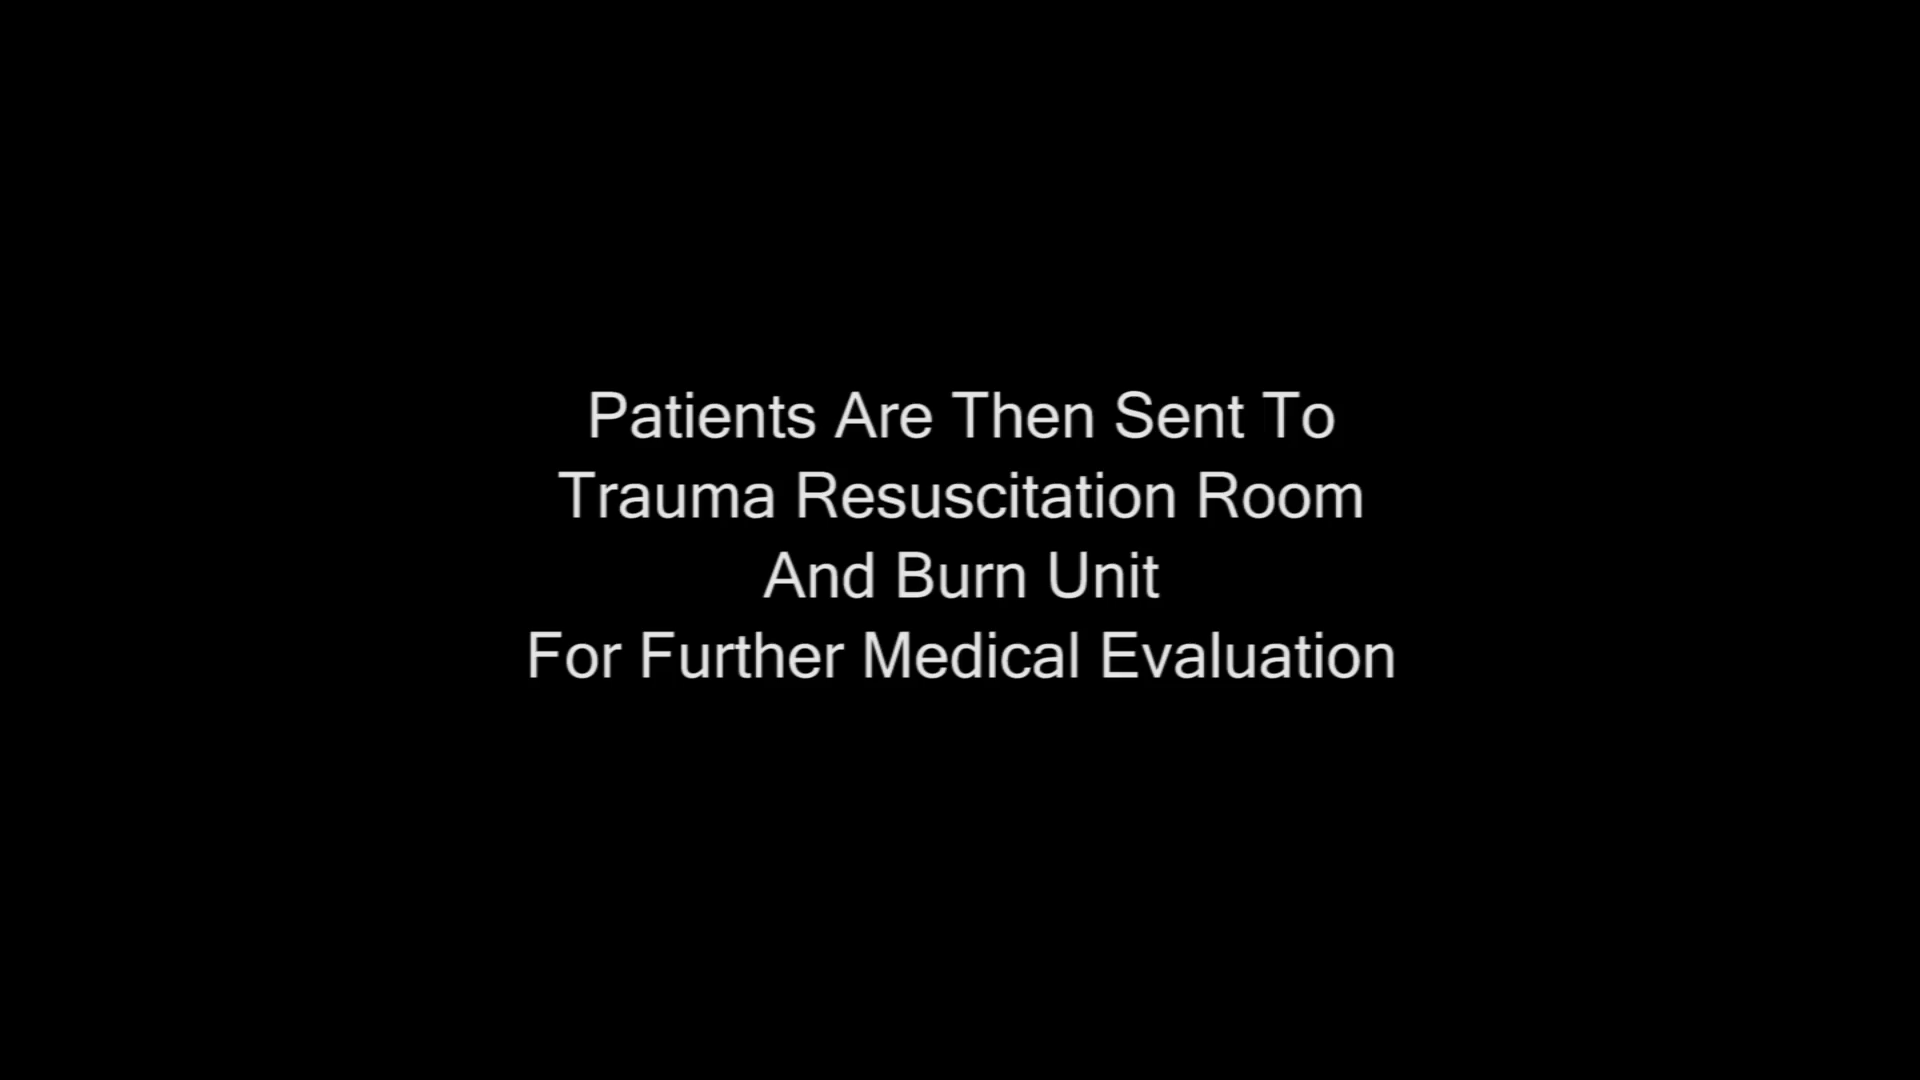 Patients Are Then Sent To
Trauma Resuscitation Room
And Burn Unit
For Further Medical Evaluation